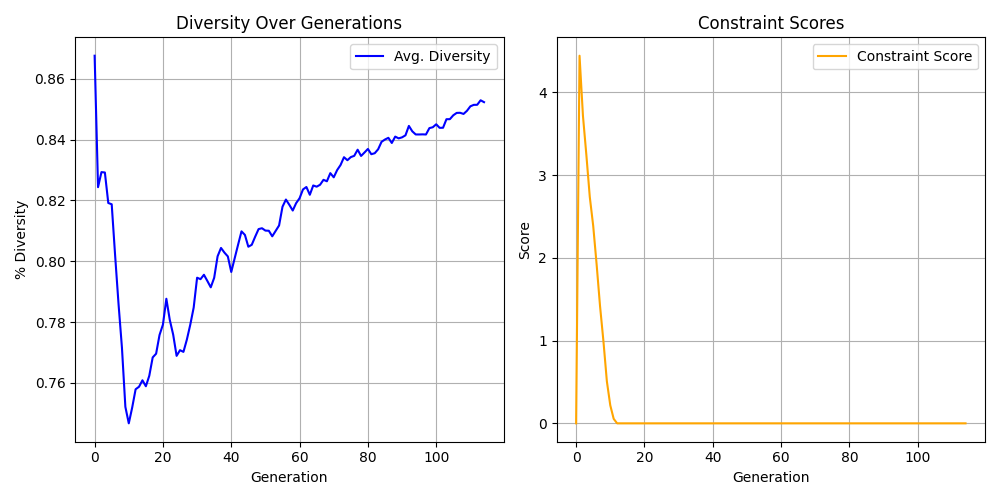 Diversity Over Generations
Avg. Diversity
% Diversity
0.86
0.84
0.82
0.80
0.78
0.76
0 20 40 60 80 100
Generation
Constraint Scores
Constraint Score
Score
4
3
2
1
0
0 20 40 60 80 100
Generation